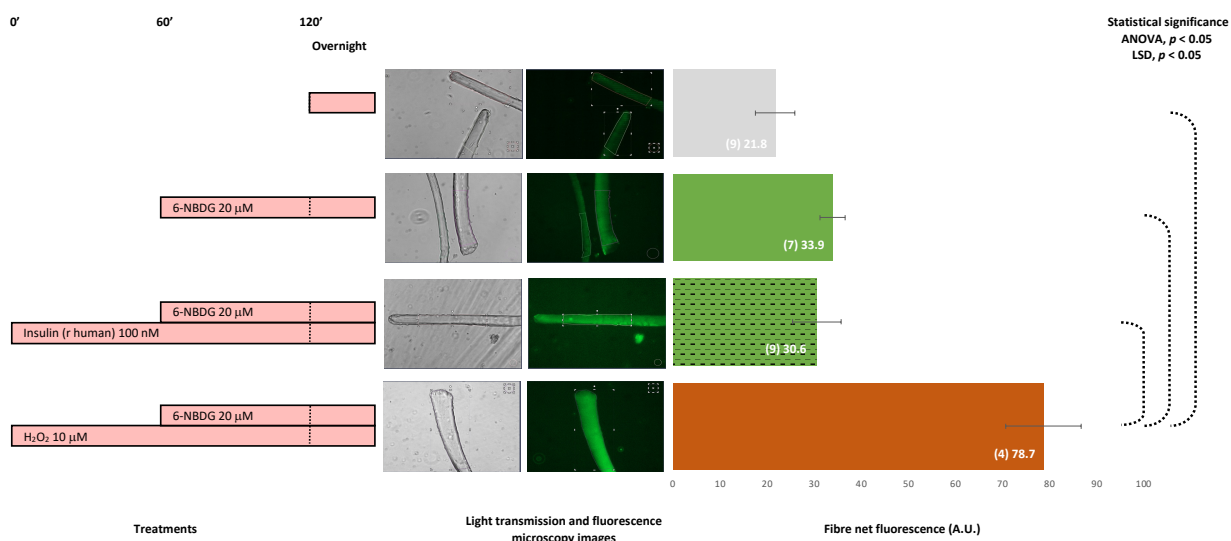 0’ 60’ 120’
Overnight
Statistical significance
ANOVA, p < 0.05
LSD, p < 0.05
(9) 21.8
6-NBDG 20 μM
(7) 33.9
6-NBDG 20 μM
Insulin (r human) 100 nM
(9) 30.6
6-NBDG 20 μM
H₂O₂ 10 μM
(4) 78.7
0 10 20 30 40 50 60 70 80 90 100
Treatments
Light transmission and fluorescence
microscopy images
Fibre net fluorescence (A.U.)